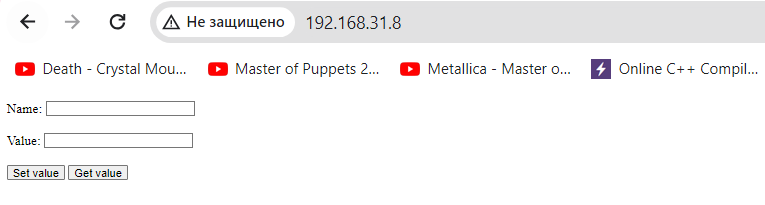 Не защищено 192.168.31.8
Death - Crystal Mou... Master of Puppets 2... Metallica - Master o... Online C++ Compil...
Name:
Value:
Set value Get value